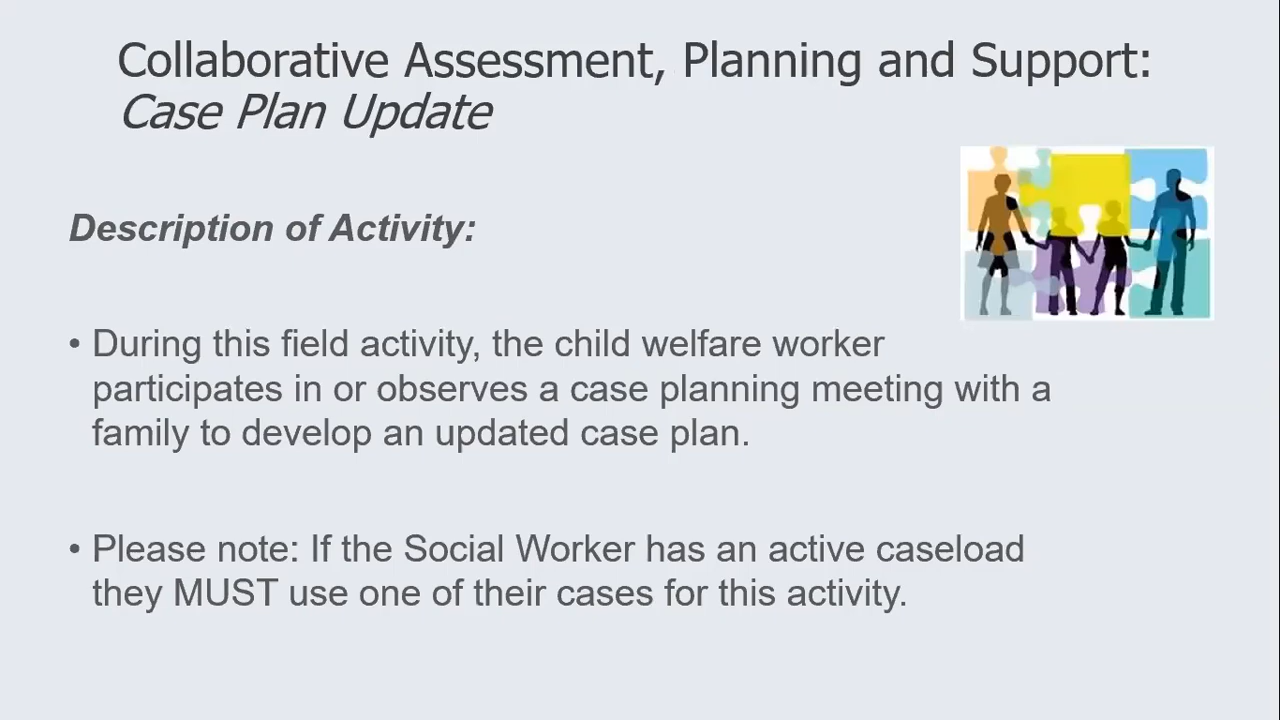 Collaborative Assessment, Planning and Support:
Case Plan Update
Description of Activity:
• During this field activity, the child welfare worker
participates in or observes a case planning meeting with a
family to develop an updated case plan.
• Please note: If the Social Worker has an active caseload
they MUST use one of their cases for this activity.